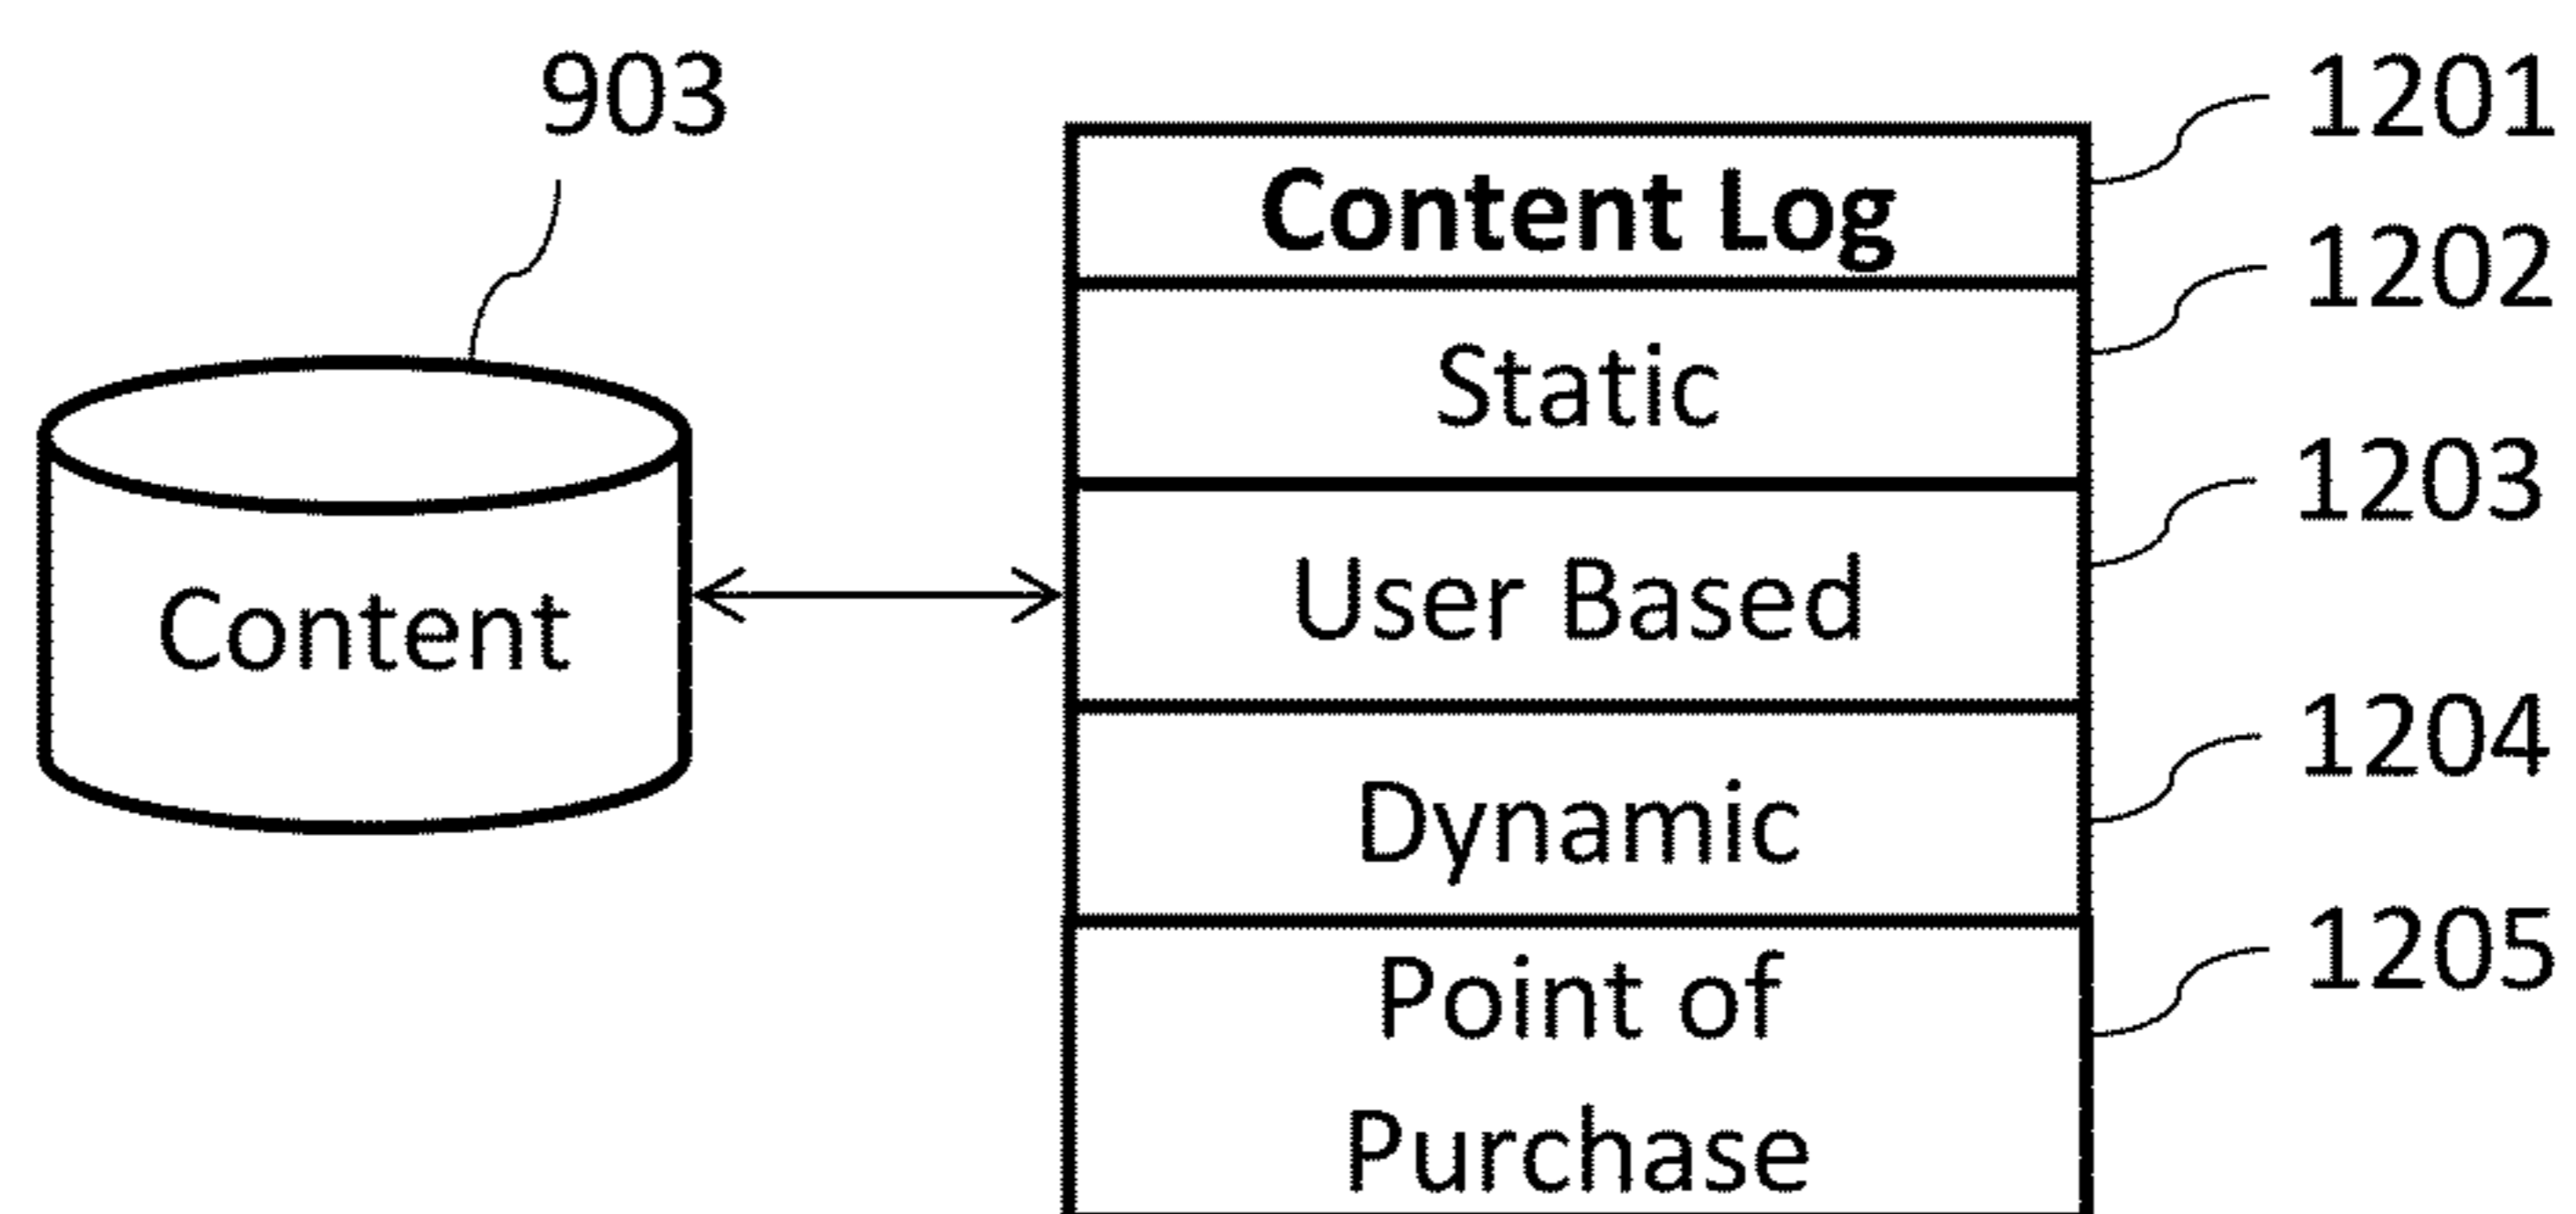 903
1201
Content Log
1202
Static
1203
User Based
Content
1204
Dynamic
1205
Point of
Purchase